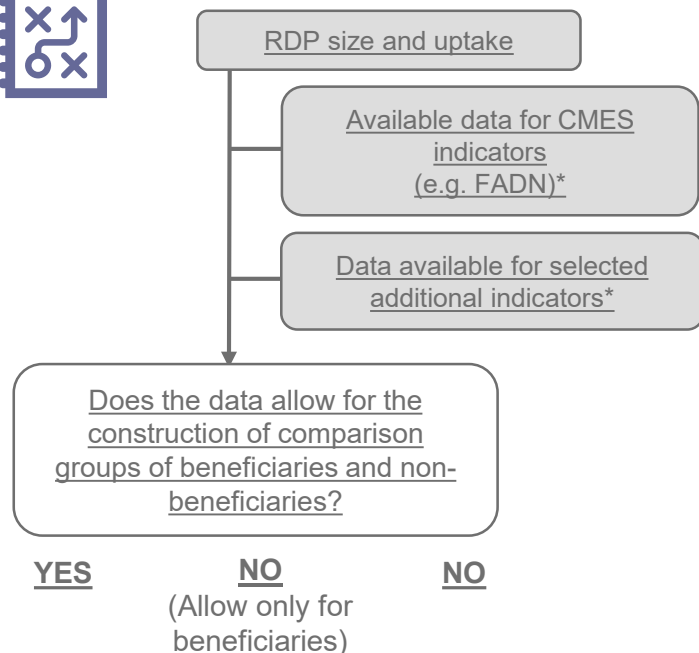 RDP size and uptake
Available data for CMES
indicators
(e.g. FADN)*
Data available for selected
additional indicators*
Does the data allow for the
construction of comparison
groups of beneficiaries and non-
beneficiaries?
YES
NO
(Allow only for
beneficiaries)
NO